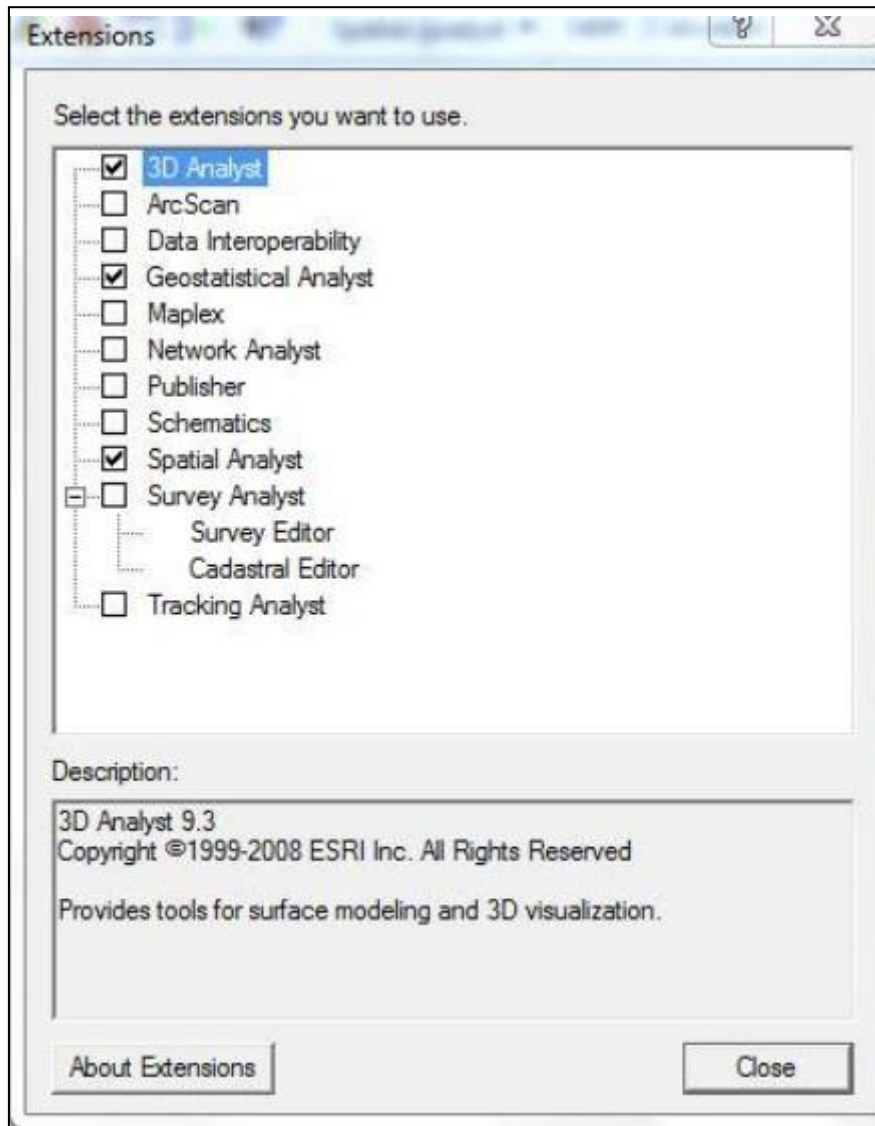 Extensions
Select the extensions you want to use.
3D Analyst
ArcScan
Data Interoperability
Geostatistical Analyst
Maplex
Network Analyst
Publisher
Schematics
Spatial Analyst
Survey Analyst
Survey Editor
Cadastral Editor
Tracking Analyst
Description:
3D Analyst 9.3
Copyright ©1999-2008 ESRI Inc. All Rights Reserved
Provides tools for surface modeling and 3D visualization.
About Extensions
Close